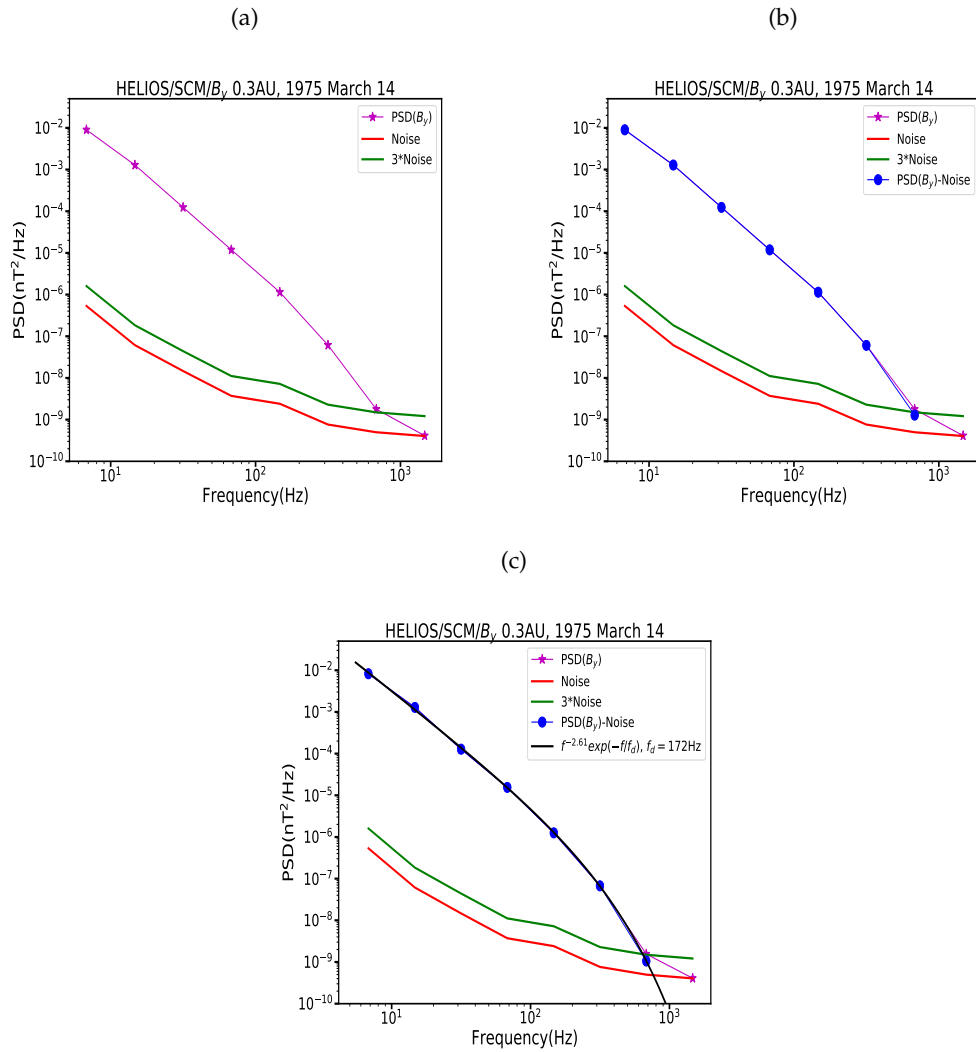 (a)
HELIOS/SCM/B_y 0.3AU, 1975 March 14
PSD(B_y)
Noise
3*Noise
10^-2
10^-3
10^-4
10^-5
10^-6
10^-7
10^-8
10^-9
10^-10
PSD(nT^2/Hz)
10^1
10^2
10^3
Frequency(Hz)
(b)
HELIOS/SCM/B_y 0.3AU, 1975 March 14
PSD(B_y)
Noise
3*Noise
PSD(B_y)-Noise
10^-2
10^-3
10^-4
10^-5
10^-6
10^-7
10^-8
10^-9
10^-10
PSD(nT^2/Hz)
10^1
10^2
10^3
Frequency(Hz)
(c)
HELIOS/SCM/B_y 0.3AU, 1975 March 14
PSD(B_y)
Noise
3*Noise
PSD(B_y)-Noise
f^-2.61exp(−f/f_d), f_d = 172Hz
10^-2
10^-3
10^-4
10^-5
10^-6
10^-7
10^-8
10^-9
10^-10
PSD(nT^2/Hz)
10^1
10^2
10^3
Frequency(Hz)